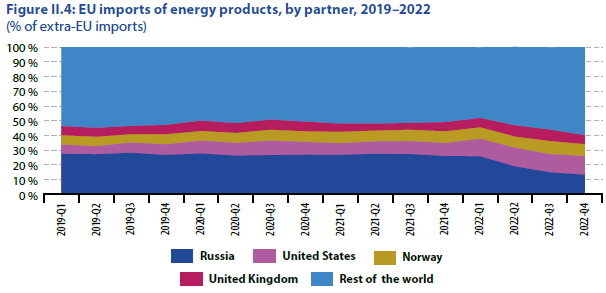 Figure II.4: EU imports of energy products, by partner, 2019–2022
(% of extra-EU imports)
100 %
90 %
80 %
70 %
60 %
50 %
40 %
30 %
20 %
10 %
0 %
2019-Q1
2019-Q2
2019-Q3
2019-Q4
2020-Q1
2020-Q2
2020-Q3
2020-Q4
2021-Q1
2021-Q2
2021-Q3
2021-Q4
2022-Q1
2022-Q2
2022-Q3
2022-Q4
Russia United States Norway
United Kingdom Rest of the world